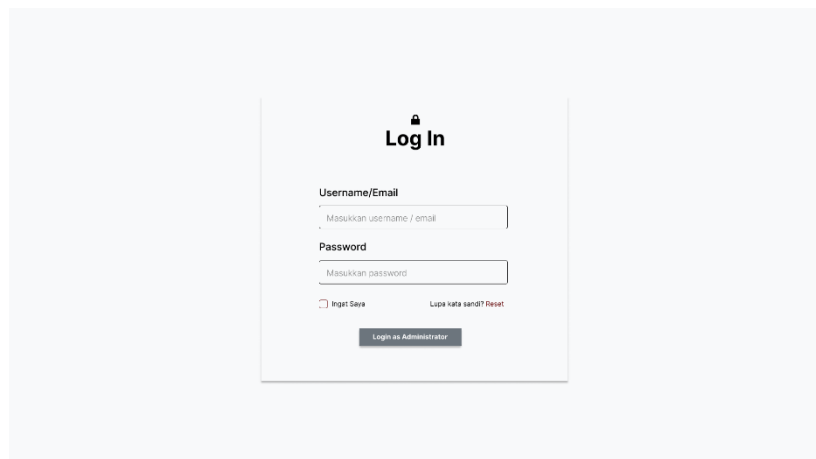 Log In
Username/Email
Masukkan username / email
Password
Masukkan password
Ingat Saya
Lupa kata sandi? Reset
Login as Administrator